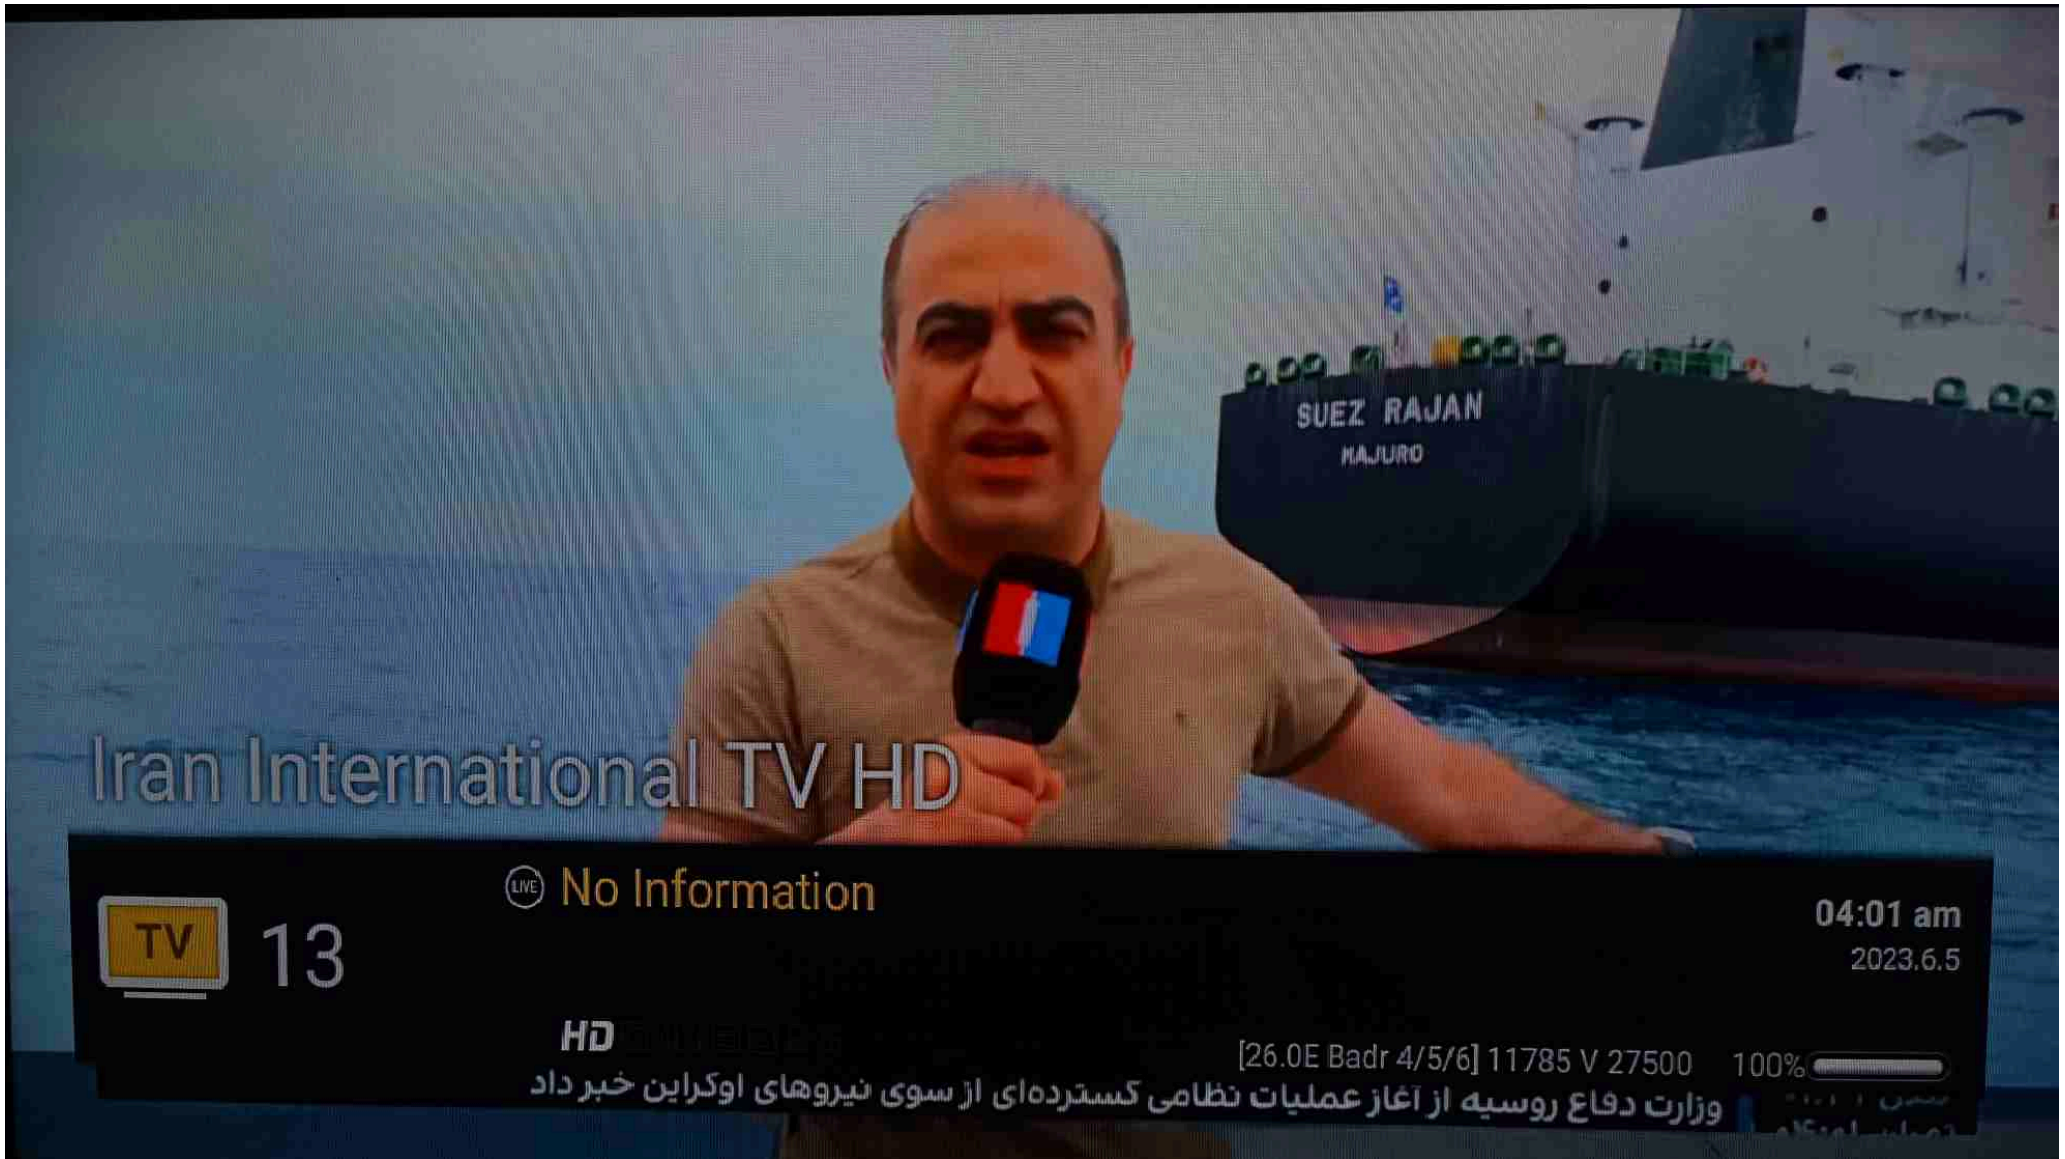 SUEZ RAJAN
MAJURO
Iran International TV HD
LIVE No Information
TV 13
04:01 am
2023.6.5
HD
[26.0E Badr 4/5/6] 11785 V 27500 100%
وزارت دفاع روسیه از آغاز عملیات نظامی گسترده‌ای از سوی نیروهای اوکراین خبر داد